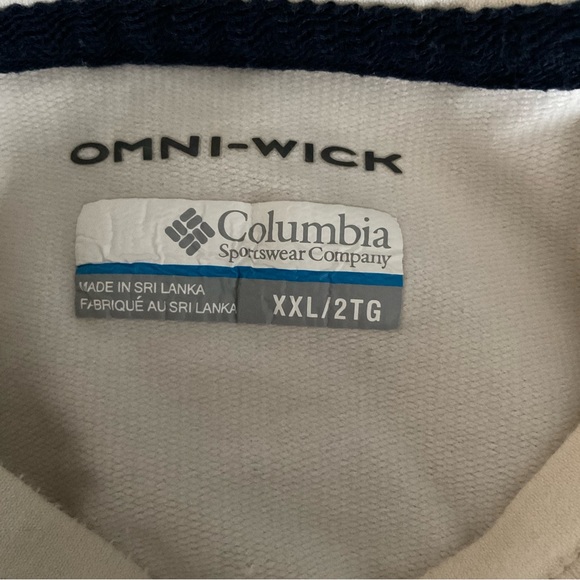 OMNI-WICK
Columbia
Sportswear Company
MADE IN SRI LANKA
FABRIQUÉ AU SRI LANKA
XXL/2TG